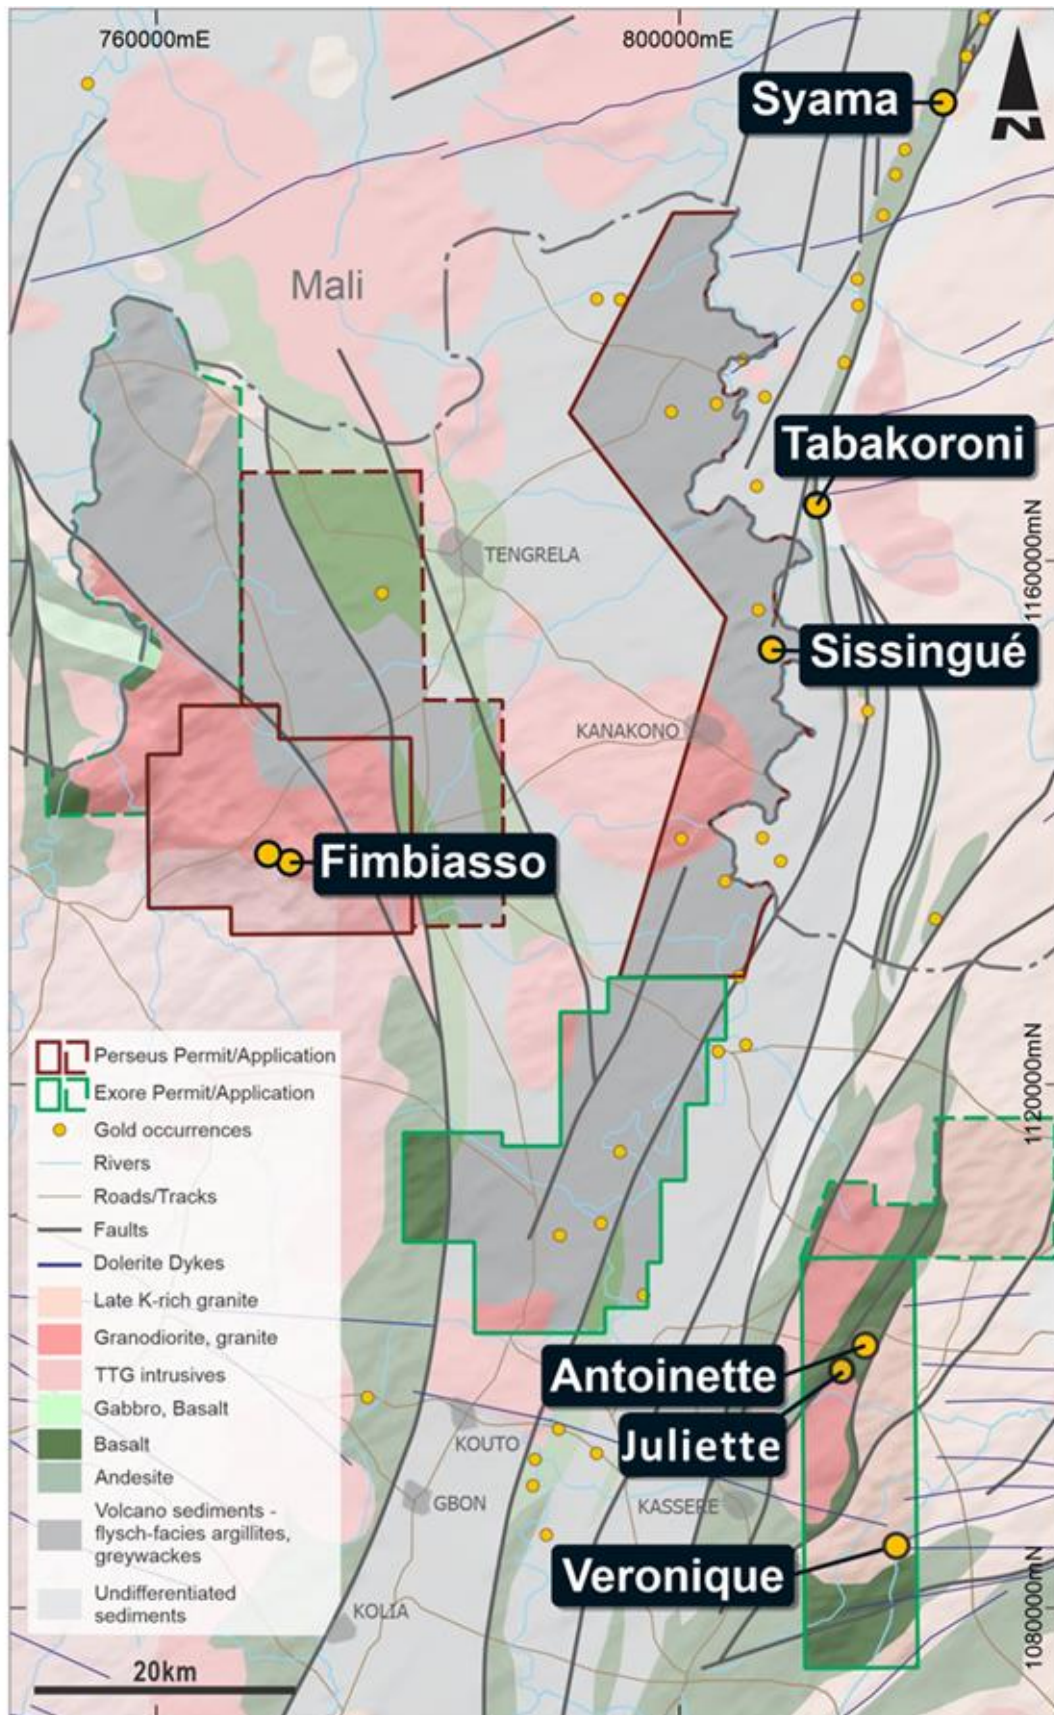 760000mE
800000mE
Syama
N
Mali
Tabakoroni
1160000mN
TENGRELA
Sissingué
KANAKONO
Fimbiasso
Perseus Permit/Application
Exore Permit/Application
Gold occurrences
Rivers
Roads/Tracks
Faults
Dolerite Dykes
Late K-rich granite
Granodiorite, granite
TTG intrusives
Gabbro, Basalt
Basalt
Andesite
Volcano sediments -
flysch-facies argillites,
greywackes
Undifferentiated
sediments
20km
1120000mN
Antoinette
Juliette
KOUTO
GBON
KASSERE
Veronique
KOLIA
1080000mN